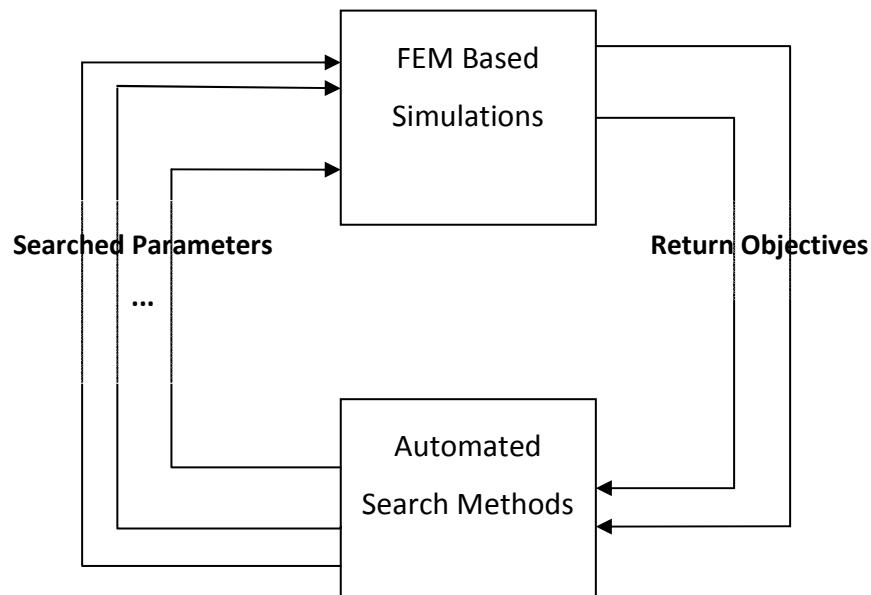 FEM Based
Simulations
Searched Parameters
Return Objectives
...
Automated
Search Methods